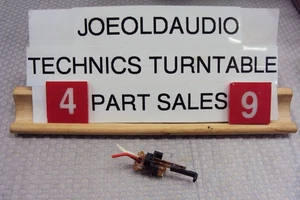 JOEOLDAUDIO
TECHNICS TURNTABLE
4 PART SALES 9